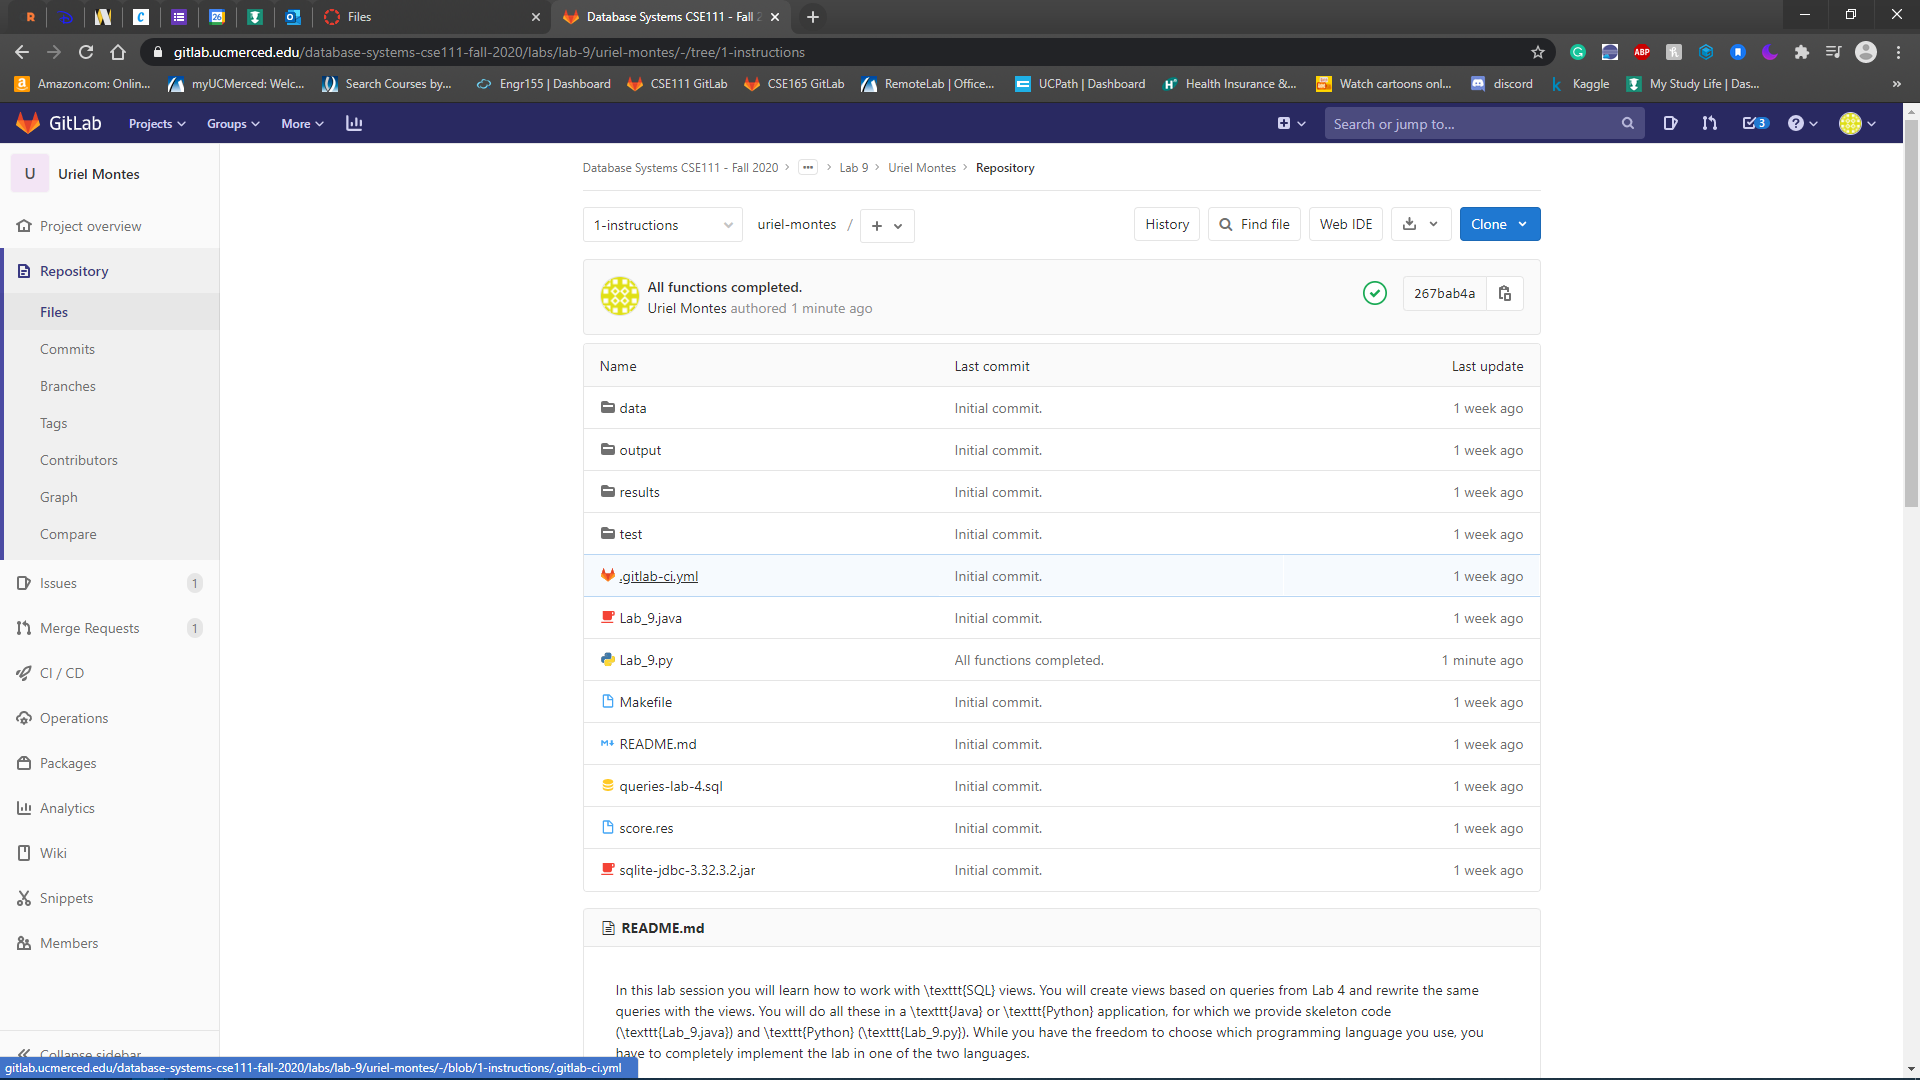 Files
Database Systems CSE111 - Fall 2
gitlab.ucmerced.edu/database-systems-cse111-fall-2020/labs/lab-9/uriel-montes/-/tree/1-instructions
Amazon.com: Onlin... myUCMerced: Welc... Search Courses by... Engr155 | Dashboard CSE111 GitLab CSE165 GitLab RemoteLab | Office... UCPath | Dashboard Health Insurance &... Watch cartoons onl... discord Kaggle My Study Life | Das... »
GitLab Projects Groups More Search or jump to... 3
U Uriel Montes
Project overview
Repository
Files
Commits
Branches
Tags
Contributors
Graph
Compare
Issues 1
Merge Requests 1
CI / CD
Operations
Packages
Analytics
Wiki
Snippets
Members
Collapse sidebar
gitlab.ucmerced.edu/database-systems-cse111-fall-2020/labs/lab-9/uriel-montes/-/blob/1-instructions/.gitlab-ci.yml
Database Systems CSE111 - Fall 2020 › ... › Lab 9 › Uriel Montes › Repository
1-instructions uriel-montes / + History Find file Web IDE Clone
All functions completed.
Uriel Montes authored 1 minute ago
267bab4a
Name Last commit Last update
data Initial commit. 1 week ago
output Initial commit. 1 week ago
results Initial commit. 1 week ago
test Initial commit. 1 week ago
.gitlab-ci.yml Initial commit. 1 week ago
Lab_9.java Initial commit. 1 week ago
Lab_9.py All functions completed. 1 minute ago
Makefile Initial commit. 1 week ago
README.md Initial commit. 1 week ago
queries-lab-4.sql Initial commit. 1 week ago
score.res Initial commit. 1 week ago
sqlite-jdbc-3.32.3.2.jar Initial commit. 1 week ago
README.md
In this lab session you will learn how to work with \texttt{SQL} views. You will create views based on queries from Lab 4 and rewrite the same
queries with the views. You will do all these in a \texttt{Java} or \texttt{Python} application, for which we provide skeleton code
(\texttt{Lab_9.java}) and \texttt{Python} (\texttt{Lab_9.py}). While you have the freedom to choose which programming language you use, you
have to completely implement the lab in one of the two languages.